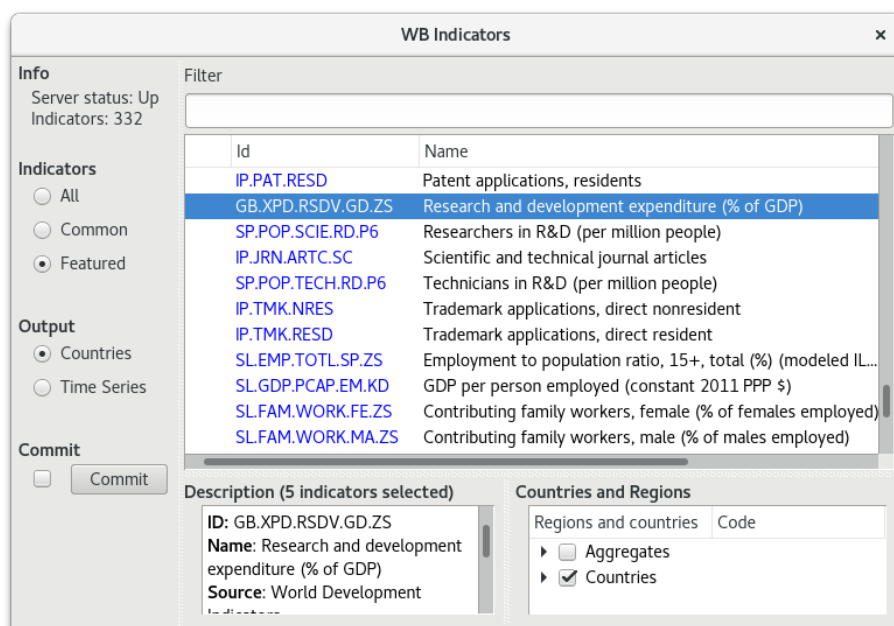 WB Indicators ×
Info
Server status: Up
Indicators: 332
Indicators
All
Common
Featured
Output
Countries
Time Series
Commit
Commit
Filter
Id Name
IP.PAT.RESD Patent applications, residents
GB.XPD.RSDV.GD.ZS Research and development expenditure (% of GDP)
SP.POP.SCIE.RD.P6 Researchers in R&D (per million people)
IP.JRN.ARTC.SC Scientific and technical journal articles
SP.POP.TECH.RD.P6 Technicians in R&D (per million people)
IP.TMK.NRES Trademark applications, direct nonresident
IP.TMK.RESD Trademark applications, direct resident
SL.EMP.TOTL.SP.ZS Employment to population ratio, 15+, total (%) (modeled IL...
SL.GDP.PCAP.EM.KD GDP per person employed (constant 2011 PPP $)
SL.FAM.WORK.FE.ZS Contributing family workers, female (% of females employed)
SL.FAM.WORK.MA.ZS Contributing family workers, male (% of males employed)
Description (5 indicators selected)
ID: GB.XPD.RSDV.GD.ZS
Name: Research and development
expenditure (% of GDP)
Source: World Development
Countries and Regions
Regions and countries Code
Aggregates
Countries